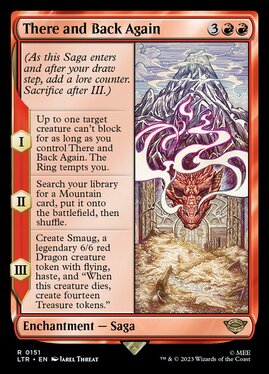 There and Back Again 3
(As this Saga enters
and after your draw
step, add a lore counter.
Sacrifice after III.)
I
Up to one target
creature can't block
for as long as you
control There and
Back Again. The
Ring tempts you.
II
Search your library
for a Mountain
card, put it onto
the battlefield, then
shuffle.
III
Create Smaug, a
legendary 6/6 red
Dragon creature
token with flying,
haste, and “When
this creature dies,
create fourteen
Treasure tokens.”
Enchantment — Saga
R 0151
LTR • EN IAREL THREAT
© MEE
™ & © 2023 Wizards of the Coast